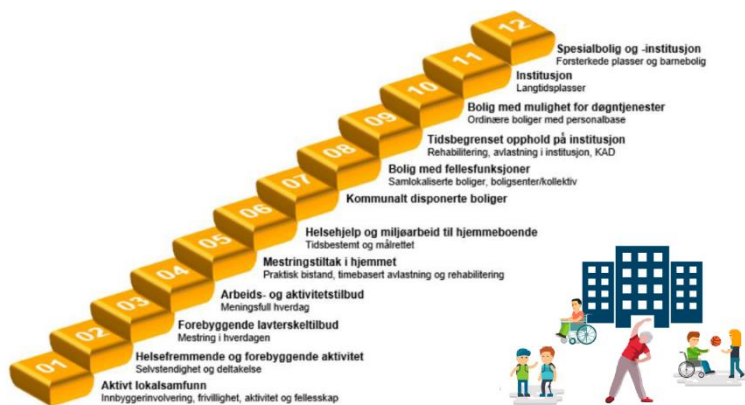 12
Spesialbolig og -institusjon
Forsterkede plasser og barnebolig
11
Institusjon
Langtidsplasser
10
Bolig med mulighet for døgntjenester
Ordinære boliger med personalbase
09
Tidsbegrenset opphold på institusjon
Rehabilitering, avlastning i institusjon, KAD
08
Bolig med fellesfunksjoner
Samlokaliserte boliger, boligsenter/kollektiv
07
Kommunalt disponerte boliger
06
Helsehjelp og miljøarbeid til hjemmeboende
Tidsbestemt og målrettet
05
Mestringstiltak i hjemmet
Praktisk bistand, timebasert avlastning og rehabilitering
04
Arbeids- og aktivitetstilbud
Meningsfull hverdag
03
Forebyggende lavterskeltilbud
Mestring i hverdagen
02
Helsefremmende og forebyggende aktivitet
Selvstendighet og deltakelse
01
Aktivt lokalsamfunn
Innbyggerinvolvering, frivillighet, aktivitet og fellesskap